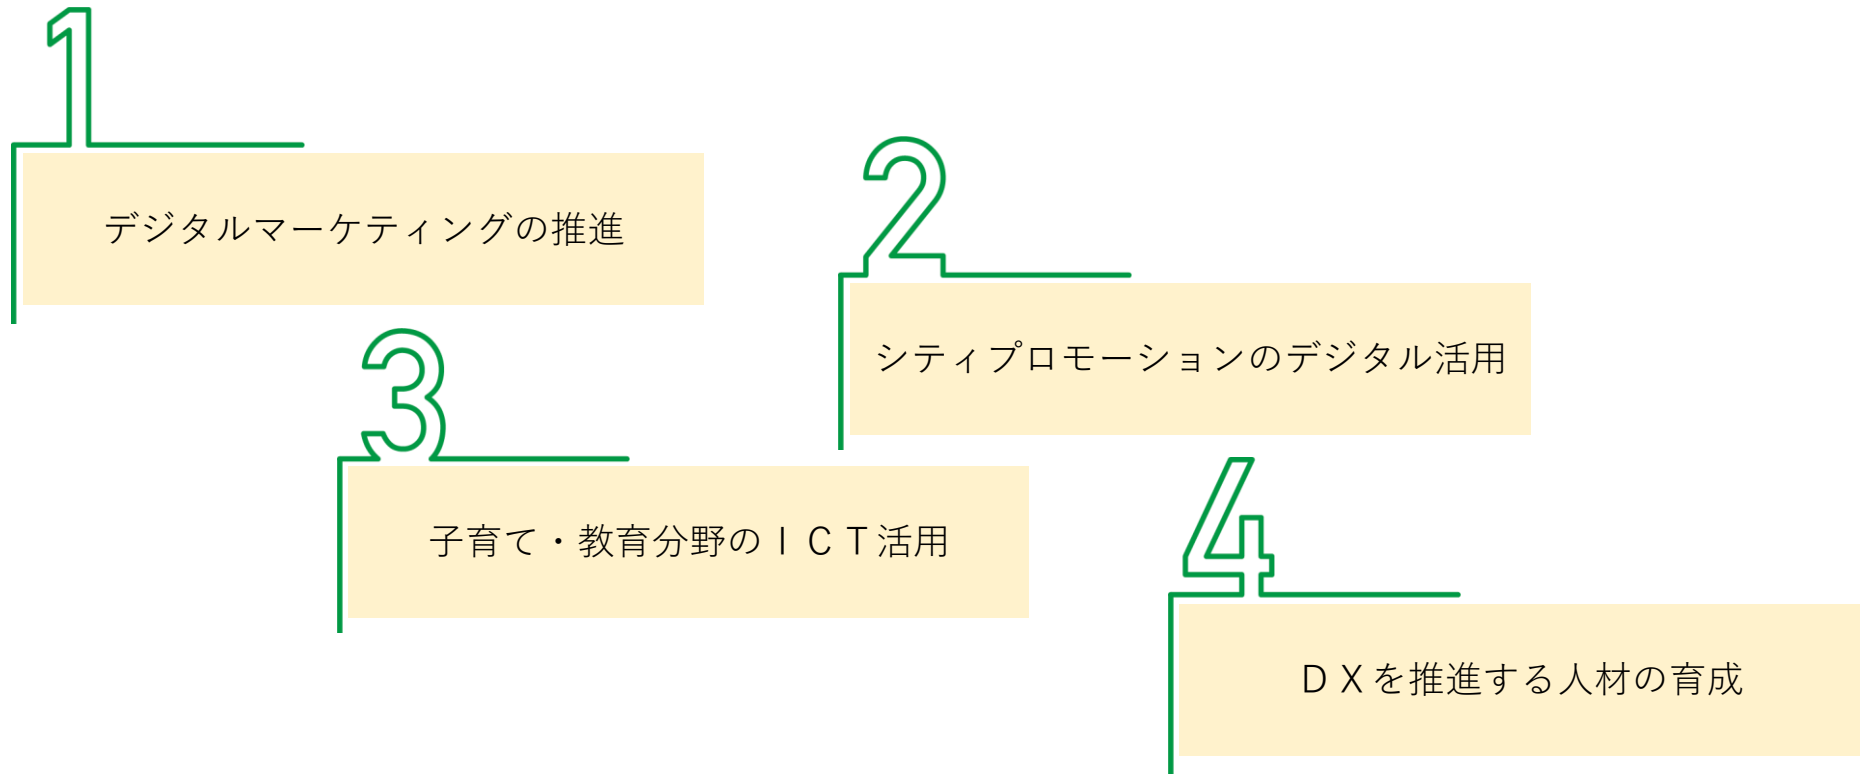 1
デジタルマーケティングの推進
2
シティプロモーションのデジタル活用
3
子育て・教育分野のＩＣＴ活用
4
ＤＸを推進する人材の育成